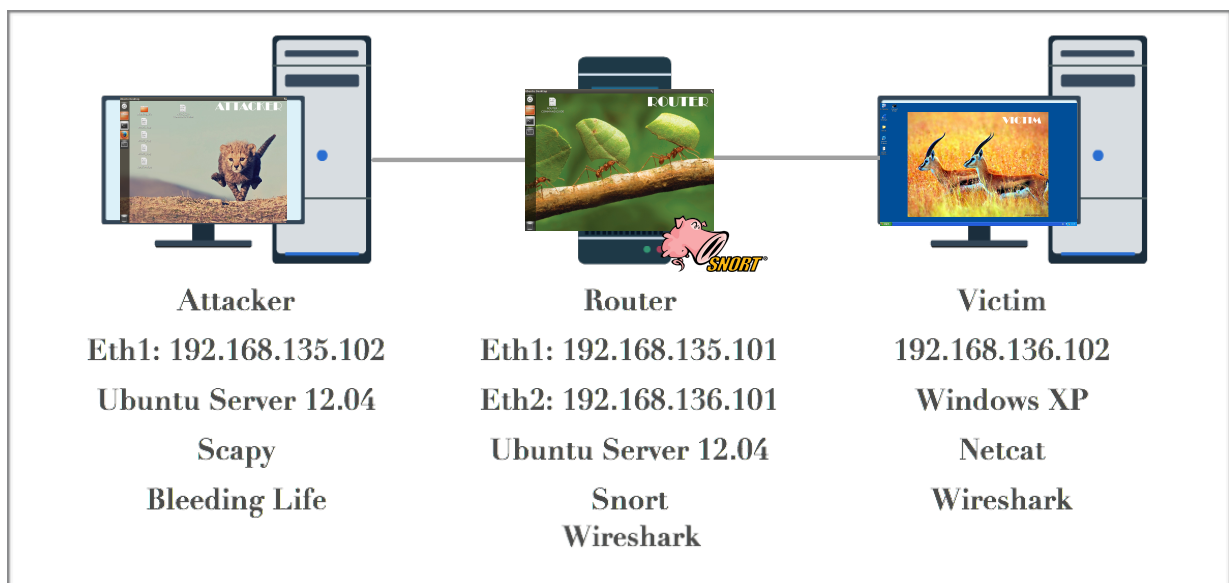 ATTACKER
ROUTER
VICTIM
SNORT
Attacker
Eth1: 192.168.135.102
Ubuntu Server 12.04
Scapy
Bleeding Life
Router
Eth1: 192.168.135.101
Eth2: 192.168.136.101
Ubuntu Server 12.04
Snort
Wireshark
Victim
192.168.136.102
Windows XP
Netcat
Wireshark